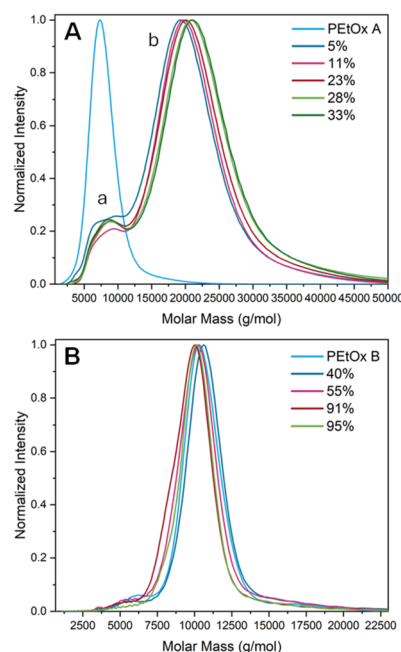 A
b
a
PEtOx A
5%
11%
23%
28%
33%
1.0
0.8
0.6
0.4
0.2
0.0
Normalized Intensity
5000 10000 15000 20000 25000 30000 35000 40000 45000 50000
Molar Mass (g/mol)
B
PEtOx B
40%
55%
91%
95%
1.0
0.8
0.6
0.4
0.2
0.0
Normalized Intensity
2500 5000 7500 10000 12500 15000 17500 20000 22500
Molar Mass (g/mol)